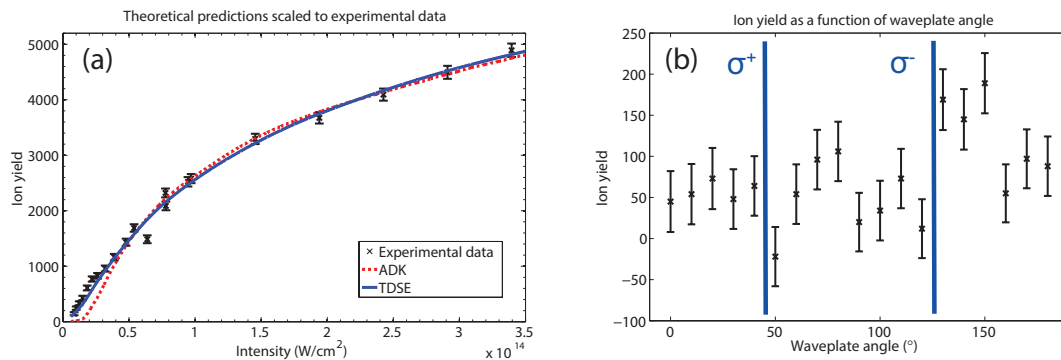 Theoretical predictions scaled to experimental data
5000
4000
3000
2000
1000
0
Ion yield
(a)
× Experimental data
ADK
TDSE
0 0.5 1 1.5 2 2.5 3 3.5
Intensity (W/cm²)
x 10 14
Ion yield as a function of waveplate angle
250
200
150
100
50
0
−50
−100
Ion yield
(b)
σ+
σ-
0 50 100 150
Waveplate angle (°)